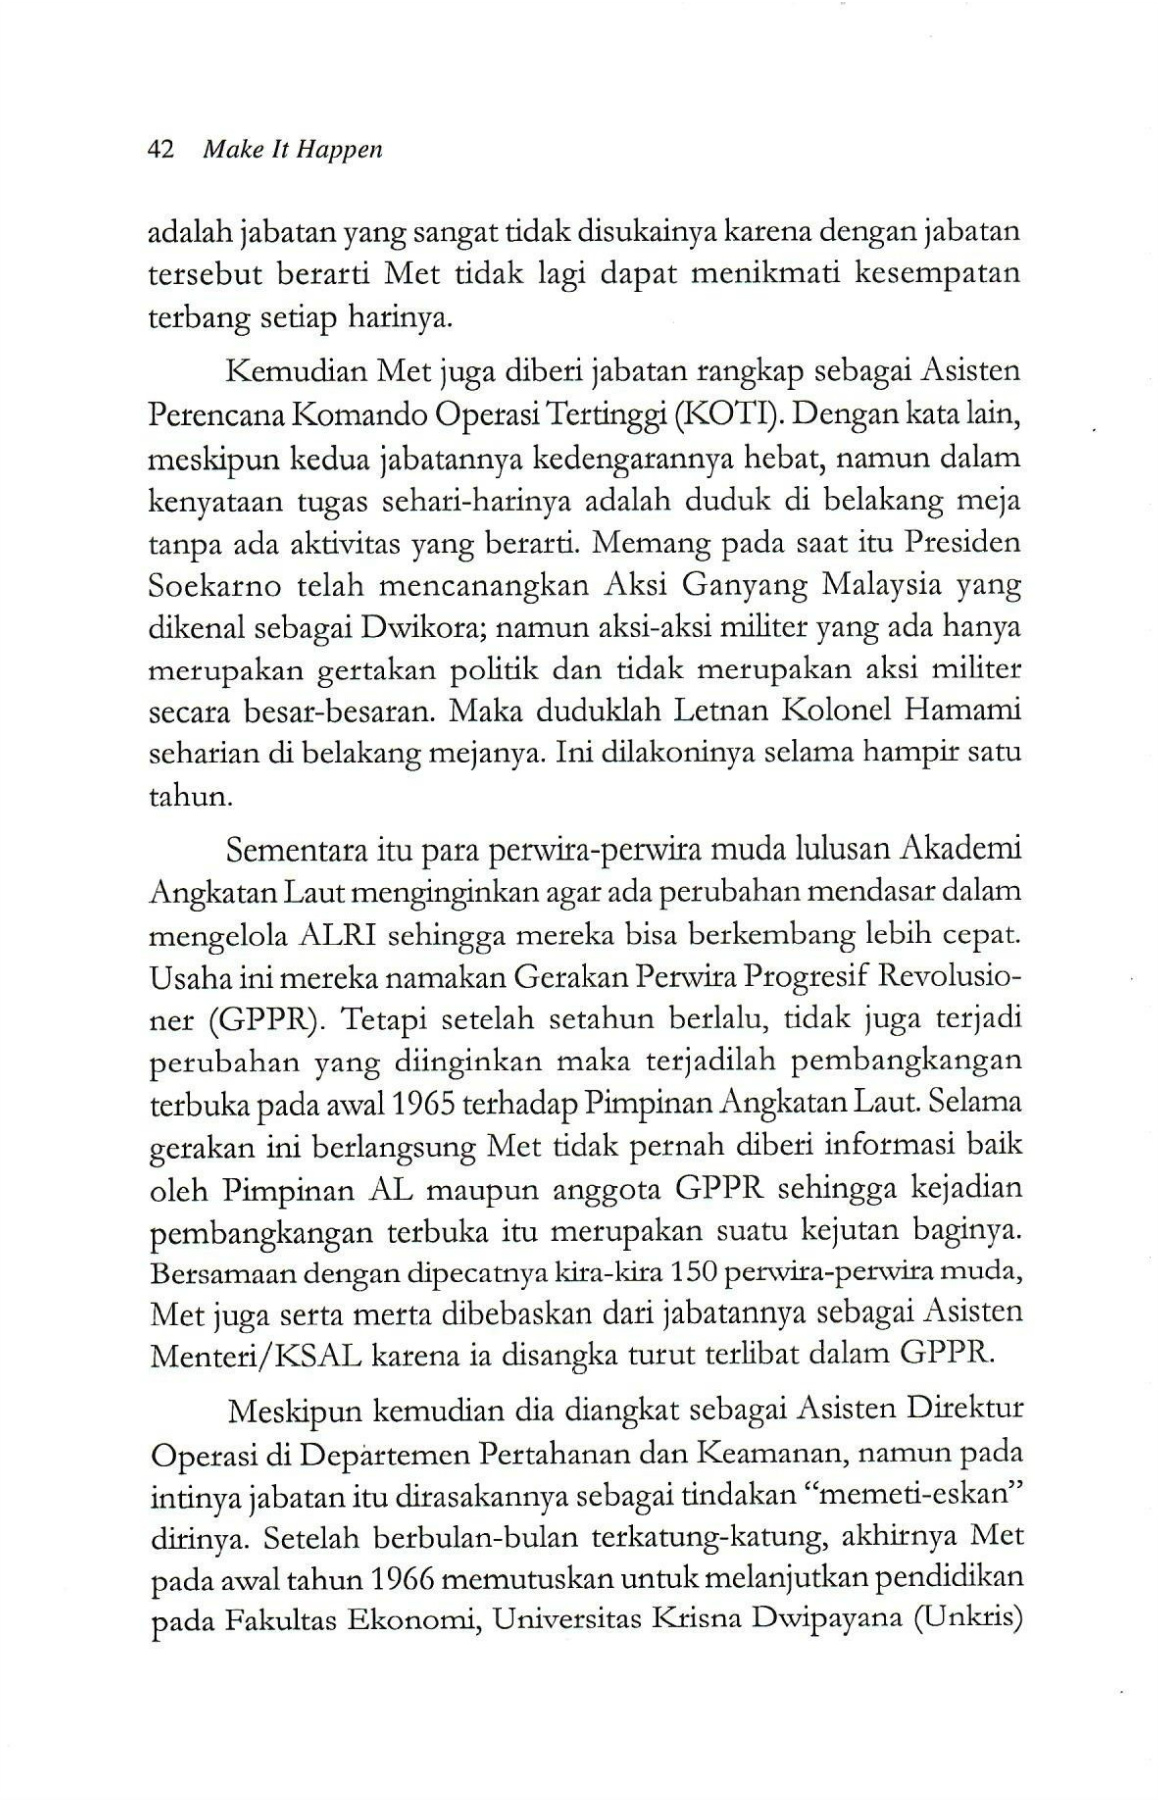 42 Make It Happen
adalah jabatan yang sangat tidak disukainya karena dengan jabatan
tersebut berarti Met tidak lagi dapat menikmati kesempatan
terbang setiap harinya.
Kemudian Met juga diberi jabatan rangkap sebagai Asisten
Perencana Komando Operasi Tertinggi (KOTI). Dengan kata lain,
meskipun kedua jabatannya kedengarannya hebat, namun dalam
kenyataan tugas sehari-harinya adalah duduk di belakang meja
tanpa ada aktivitas yang berarti. Memang pada saat itu Presiden
Soekarno telah mencanangkan Aksi Ganyang Malaysia yang
dikenal sebagai Dwikora; namun aksi-aksi militer yang ada hanya
merupakan gertakan politik dan tidak merupakan aksi militer
secara besar-besaran. Maka duduklah Letnan Kolonel Hamami
seharian di belakang mejanya. Ini dilakoninya selama hampir satu
tahun.
Sementara itu para perwira-perwira muda lulusan Akademi
Angkatan Laut menginginkan agar ada perubahan mendasar dalam
mengelola ALRI sehingga mereka bisa berkembang lebih cepat.
Usaha ini mereka namakan Gerakan Perwira Progresif Revolusio-
ner (GPPR). Tetapi setelah setahun berlalu, tidak juga terjadi
perubahan yang diinginkan maka terjadilah pembangkangan
terbuka pada awal 1965 terhadap Pimpinan Angkatan Laut. Selama
gerakan ini berlangsung Met tidak pernah diberi informasi baik
oleh Pimpinan AL maupun anggota GPPR sehingga kejadian
pembangkangan terbuka itu merupakan suatu kejutan baginya.
Bersamaan dengan dipecatnya kira-kira 150 perwira-perwira muda,
Met juga serta merta dibebaskan dari jabatannya sebagai Asisten
Menteri/KSAL karena ia disangka turut terlibat dalam GPPR.
Meskipun kemudian dia diangkat sebagai Asisten Direktur
Operasi di Departemen Pertahanan dan Keamanan, namun pada
intinya jabatan itu dirasakannya sebagai tindakan “memeti-eskan”
dirinya. Setelah berbulan-bulan terkatung-katung, akhirnya Met
pada awal tahun 1966 memutuskan untuk melanjutkan pendidikan
pada Fakultas Ekonomi, Universitas Krisna Dwipayana (Unkris)